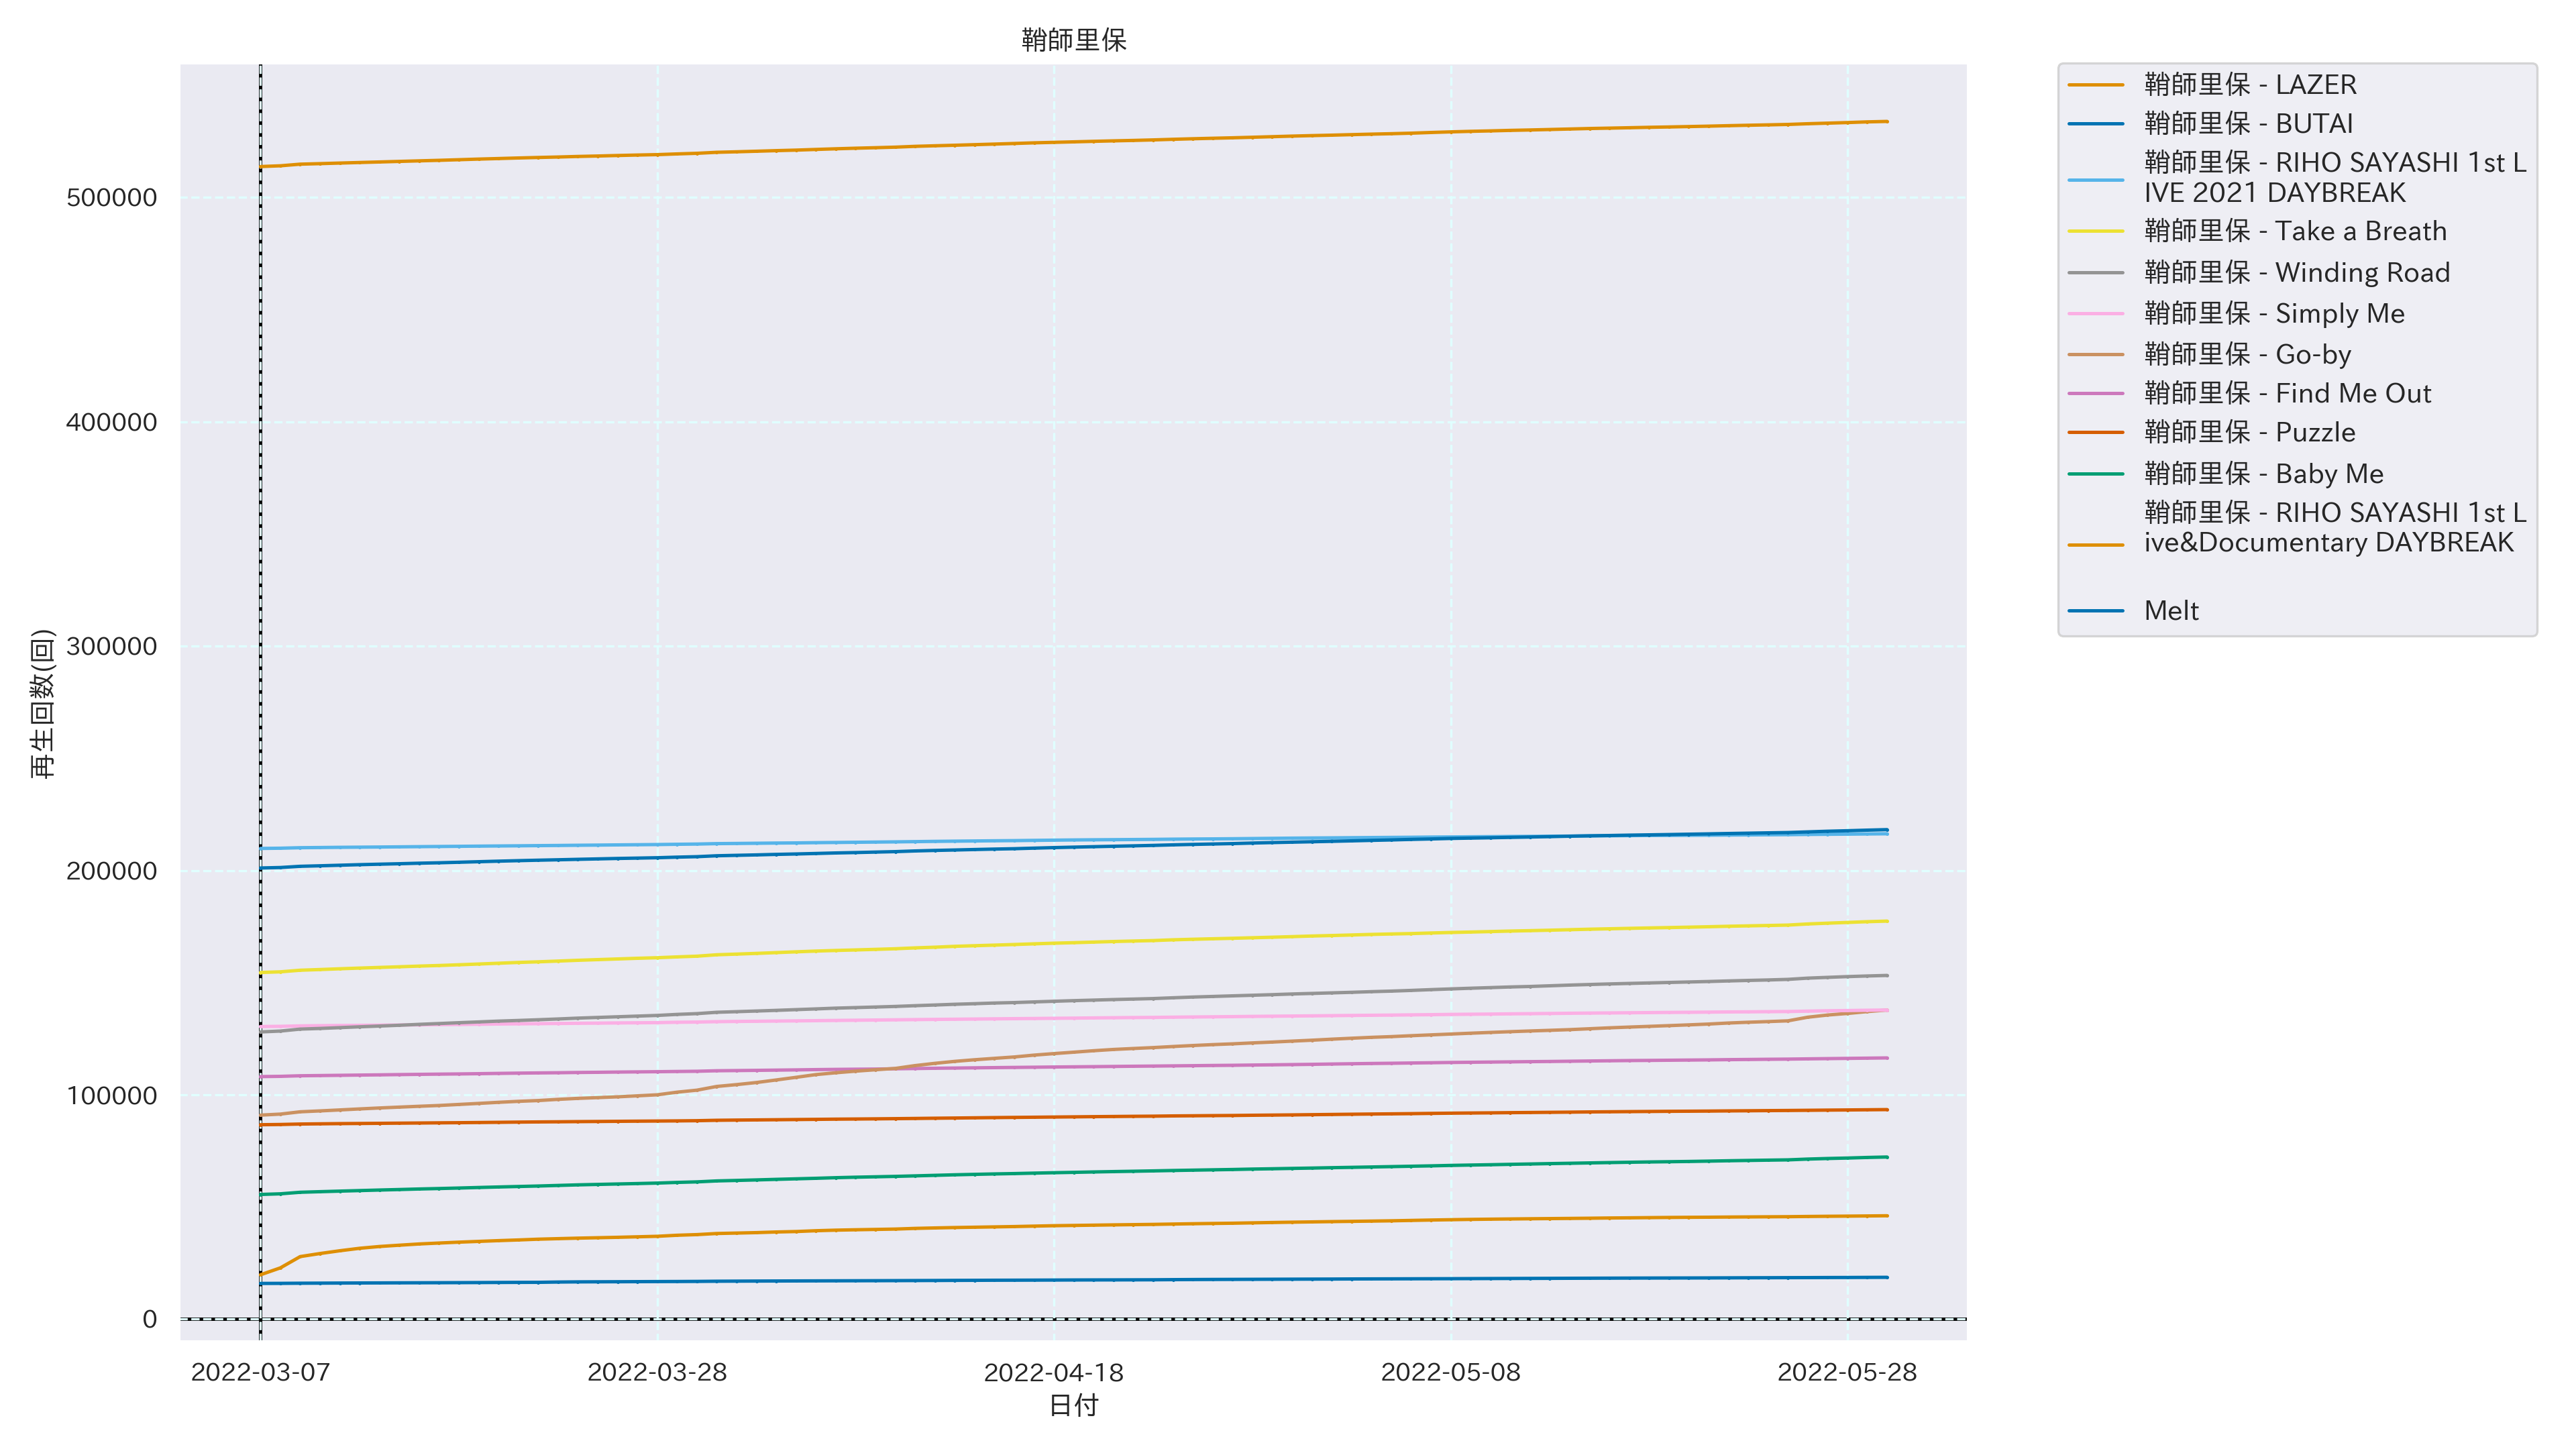 鞘師里保
再生回数(回)
500000
400000
300000
200000
100000
0
2022-03-07
2022-03-28
2022-04-18
2022-05-08
2022-05-28
日付
鞘師里保 - LAZER
鞘師里保 - BUTAI
鞘師里保 - RIHO SAYASHI 1st L
IVE 2021 DAYBREAK
鞘師里保 - Take a Breath
鞘師里保 - Winding Road
鞘師里保 - Simply Me
鞘師里保 - Go-by
鞘師里保 - Find Me Out
鞘師里保 - Puzzle
鞘師里保 - Baby Me
鞘師里保 - RIHO SAYASHI 1st L
ive&Documentary DAYBREAK
Melt